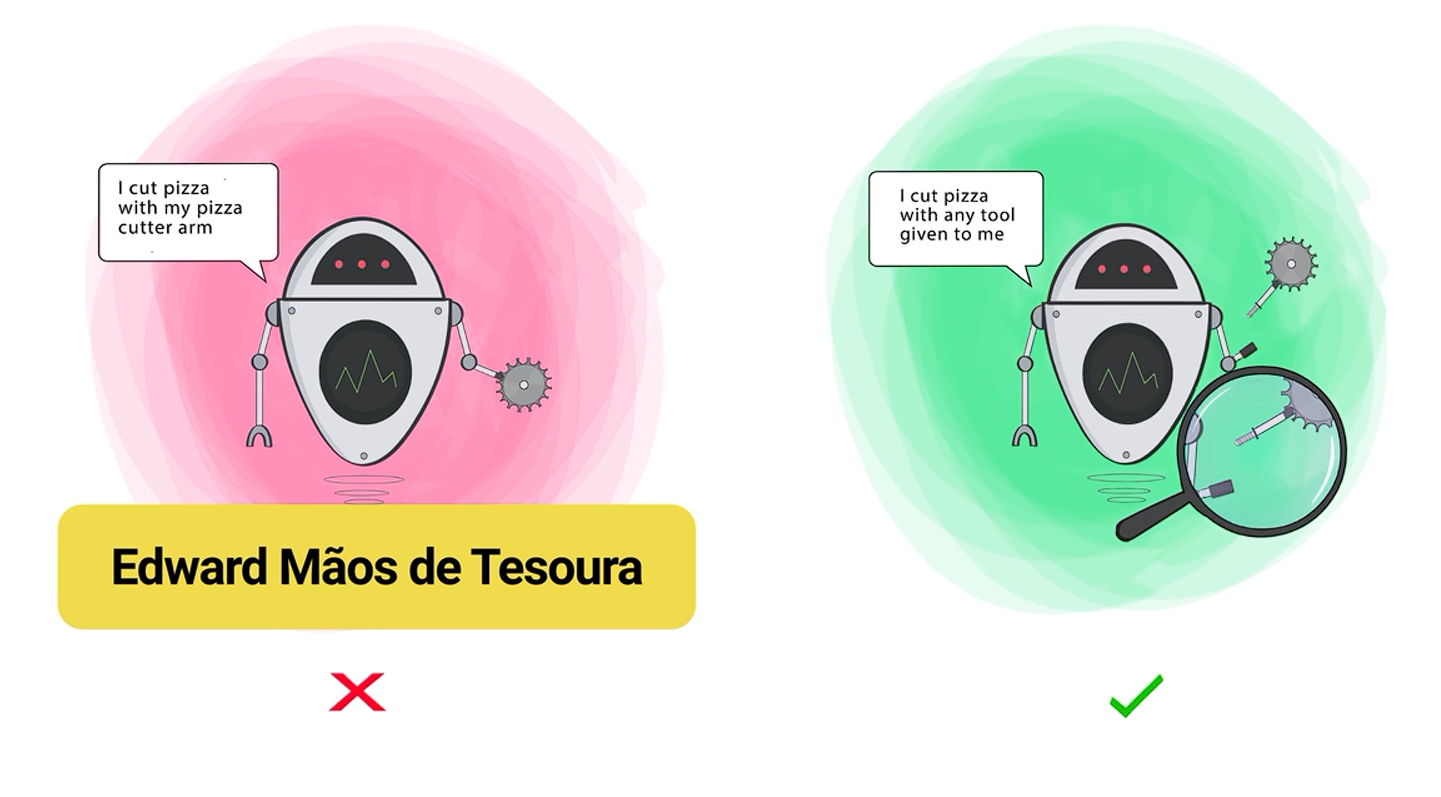 I cut pizza
with my pizza
cutter arm
I cut pizza
with any tool
given to me
Edward Mãos de Tesoura